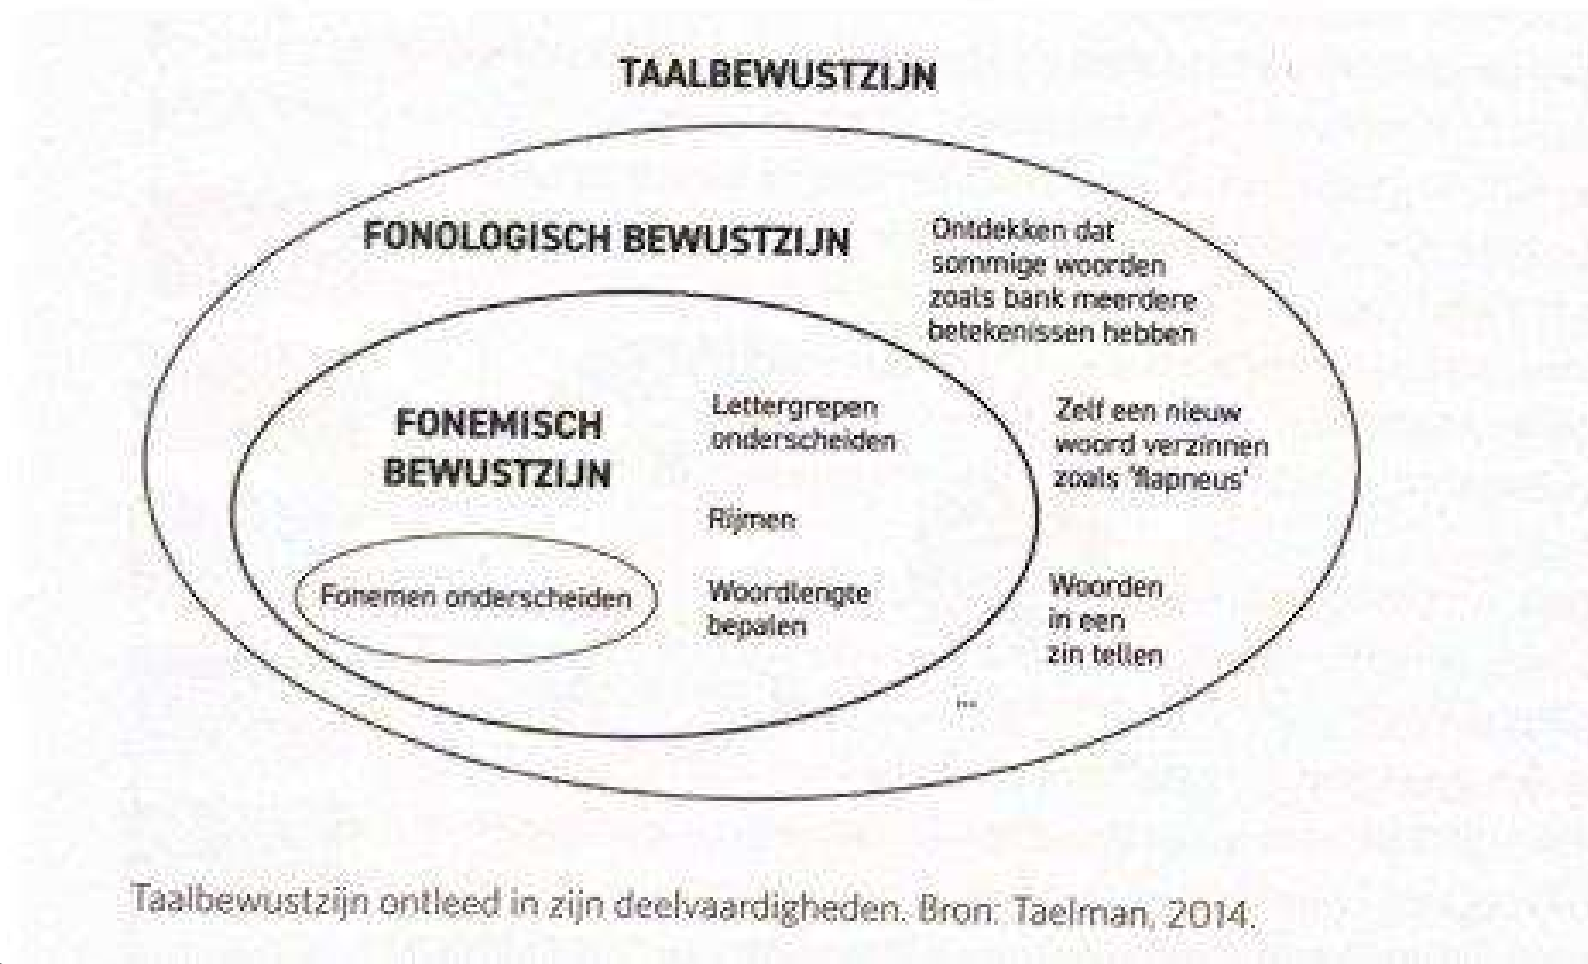 TAALBEWUSTZIJN
FONOLOGISCH BEWUSTZIJN
Ontdekken dat
sommige woorden
zoals bank meerdere
betekenissen hebben
FONEMISCH
BEWUSTZIJN
Fonemen onderscheiden
Lettergrepen
onderscheiden
Rijmen
Woordlengte
bepalen
Zelf een nieuw
woord verzinnen
zoals 'flapneus'
Woorden
in een
zin tellen
...
Taalbewustzijn ontleed in zijn deelvaardigheden. Bron: Taelman, 2014.